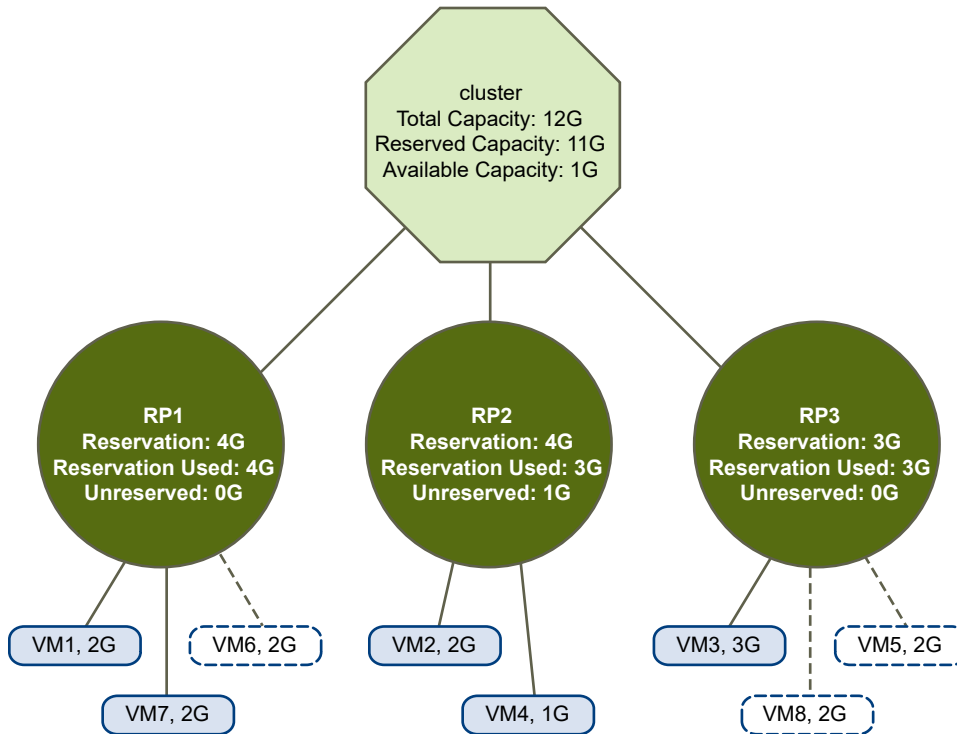 cluster
Total Capacity: 12G
Reserved Capacity: 11G
Available Capacity: 1G
RP1
Reservation: 4G
Reservation Used: 4G
Unreserved: 0G
RP2
Reservation: 4G
Reservation Used: 3G
Unreserved: 1G
RP3
Reservation: 3G
Reservation Used: 3G
Unreserved: 0G
VM1, 2G
VM6, 2G
VM7, 2G
VM2, 2G
VM4, 1G
VM3, 3G
VM5, 2G
VM8, 2G